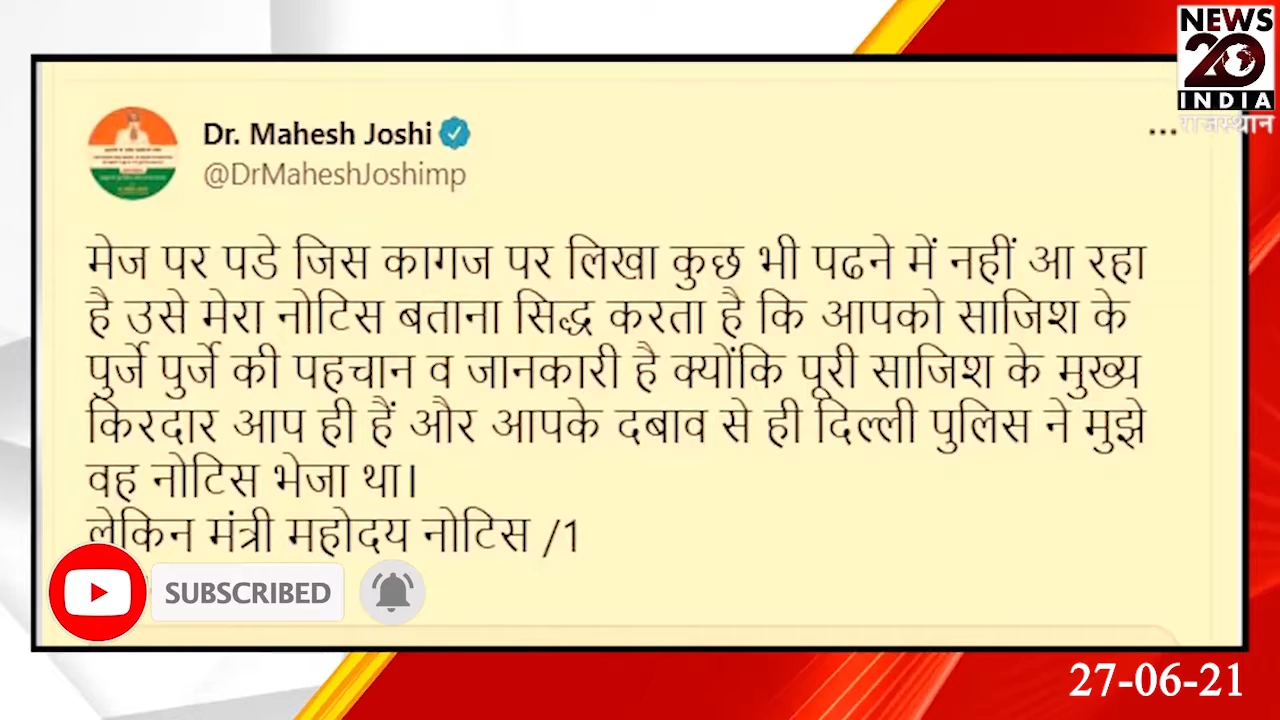 NEWS
20
INDIA
राजस्थान
Dr. Mahesh Joshi
@DrMaheshJoshimp
...
मेज पर पडे जिस कागज पर लिखा कुछ भी पढने में नहीं आ रहा
है उसे मेरा नोटिस बताना सिद्ध करता है कि आपको साजिश के
पुर्जे पुर्जे की पहचान व जानकारी है क्योंकि पूरी साजिश के मुख्य
किरदार आप ही हैं और आपके दबाव से ही दिल्ली पुलिस ने मुझे
वह नोटिस भेजा था।
लेकिन मंत्री महोदय नोटिस /1
SUBSCRIBED
27-06-21